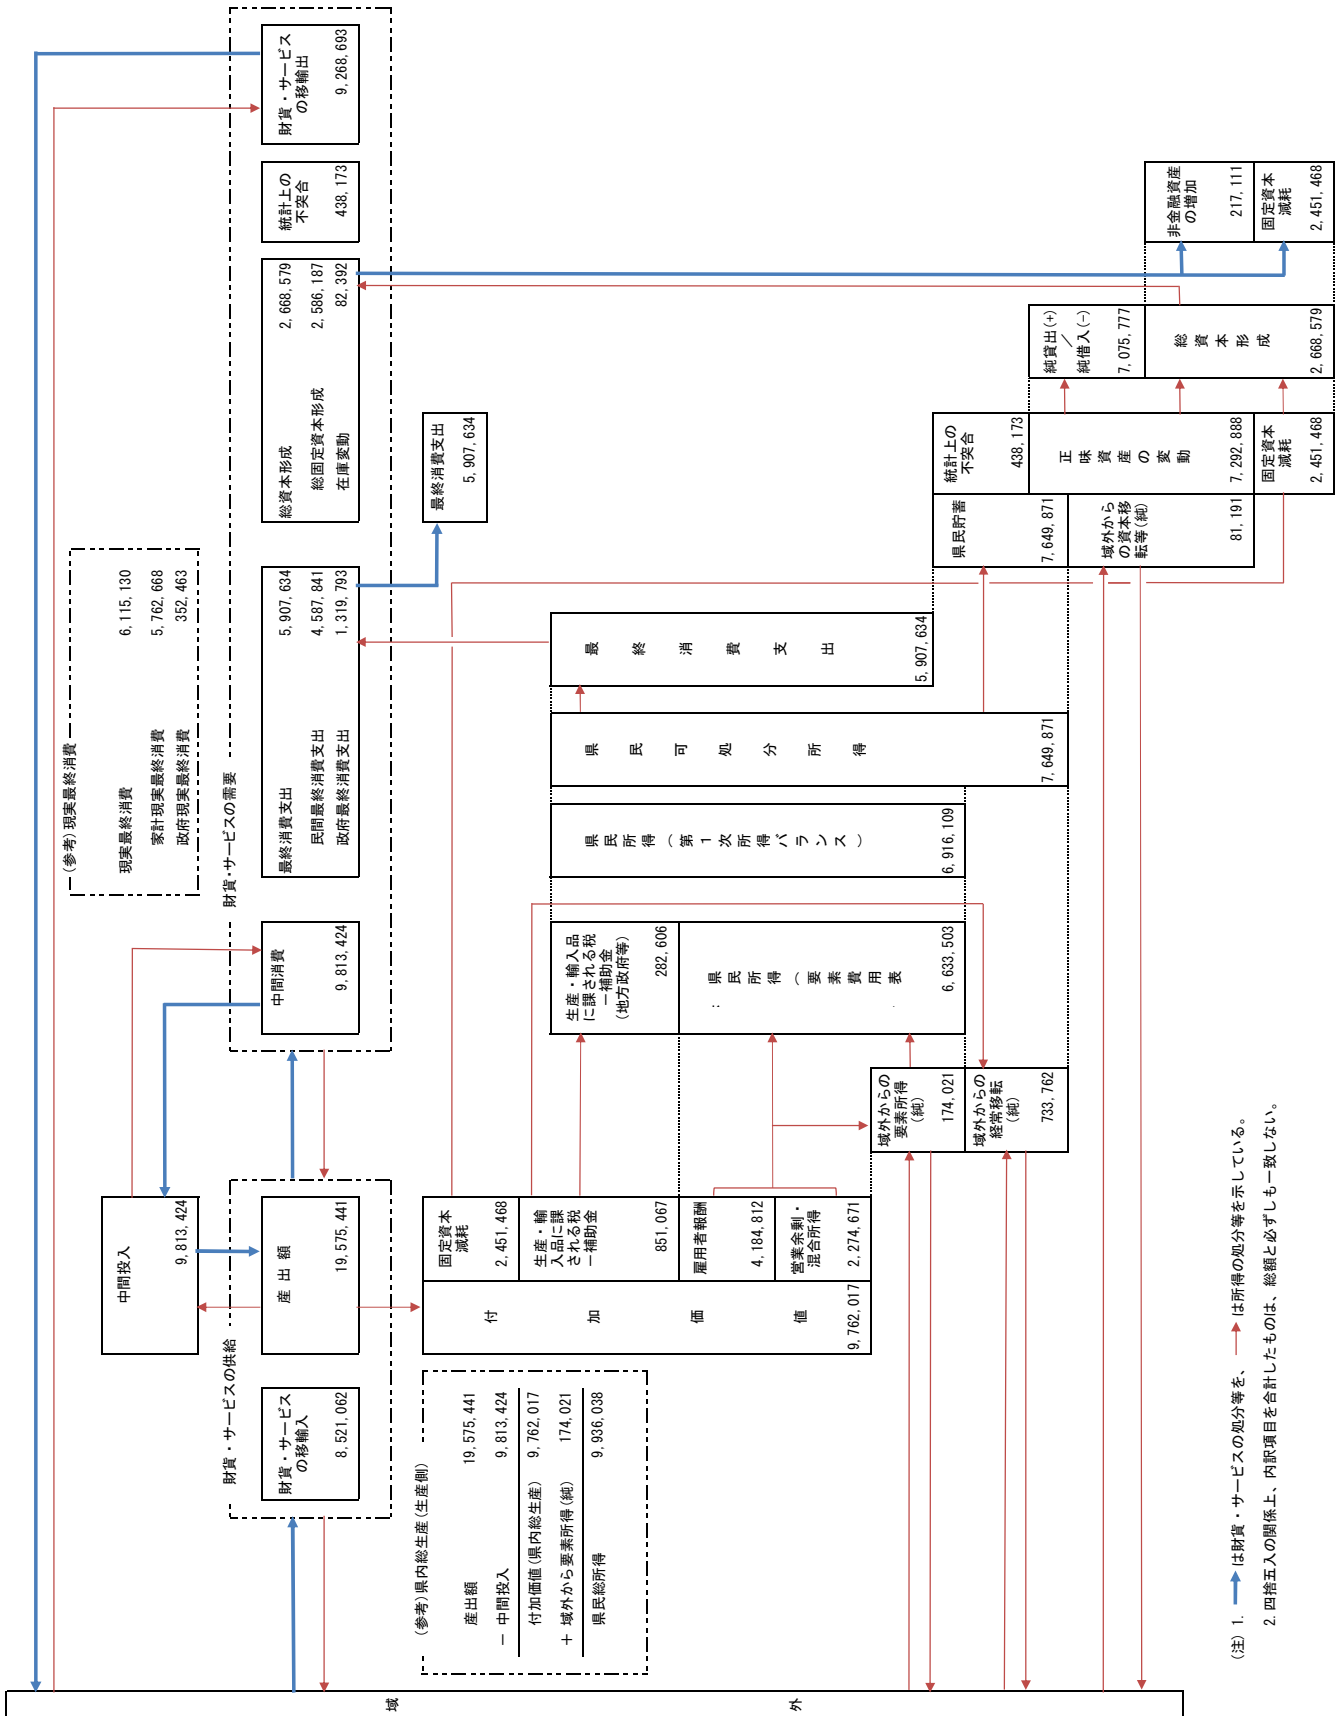 域　外
財貨・サービスの供給
財貨・サービス
の移輸入
8,521,062
産 出 額
19,575,441
中間投入
9,813,424
財貨・サービスの需要
中間消費
9,813,424
最終消費支出 5,907,634
民間最終消費支出 4,587,841
政府最終消費支出 1,319,793
総資本形成 2,668,579
総固定資本形成 2,586,187
在庫変動 82,392
統計上の
不突合
438,173
財貨・サービス
の移輸出
9,268,693
(参考)現実最終消費
現実最終消費 6,115,130
家計現実最終消費 5,762,668
政府現実最終消費 352,463
(参考)県内総生産(生産側)
産出額 19,575,441
－ 中間投入 9,813,424
付加価値(県内総生産) 9,762,017
＋ 域外から要素所得(純) 174,021
県民総所得 9,936,038
付 加 価 値
9,762,017
固定資本
減耗
2,451,468
生産・輸
入品に課
される税
－補助金
851,067
雇用者報酬
4,184,812
営業余剰・
混合所得
2,274,671
域外からの
要素所得
(純)
174,021
域外からの
経常移転
(純)
733,762
生産・輸入品
に課される税
－補助金
(地方政府等)
282,606
県 民 所 得 ( 要 素 費 用 表
:
6,633,503
県 民 所 得 ( 第 1 次 所 得 バ ラ ン ス )
6,916,109
県 民 可 処 分 所 得
7,649,871
最 終 消 費 支 出
5,907,634
最終消費支出
5,907,634
県民貯蓄
7,649,871
域外から
の資本移
転等(純)
81,191
統計上の
不突合
438,173
正 味 資 産 の 変 動
7,292,888
固定資本
減耗
2,451,468
純貸出(+)
／
純借入(-)
7,075,777
総 資 本 形 成
2,668,579
非金融資産
の増加
217,111
固定資本
減耗
2,451,468
(注) 1. は財貨・サービスの処分等を、 は所得の処分等を示している。
2. 四捨五入の関係上、内訳項目を合計したものは、総額と必ずしも一致しない。